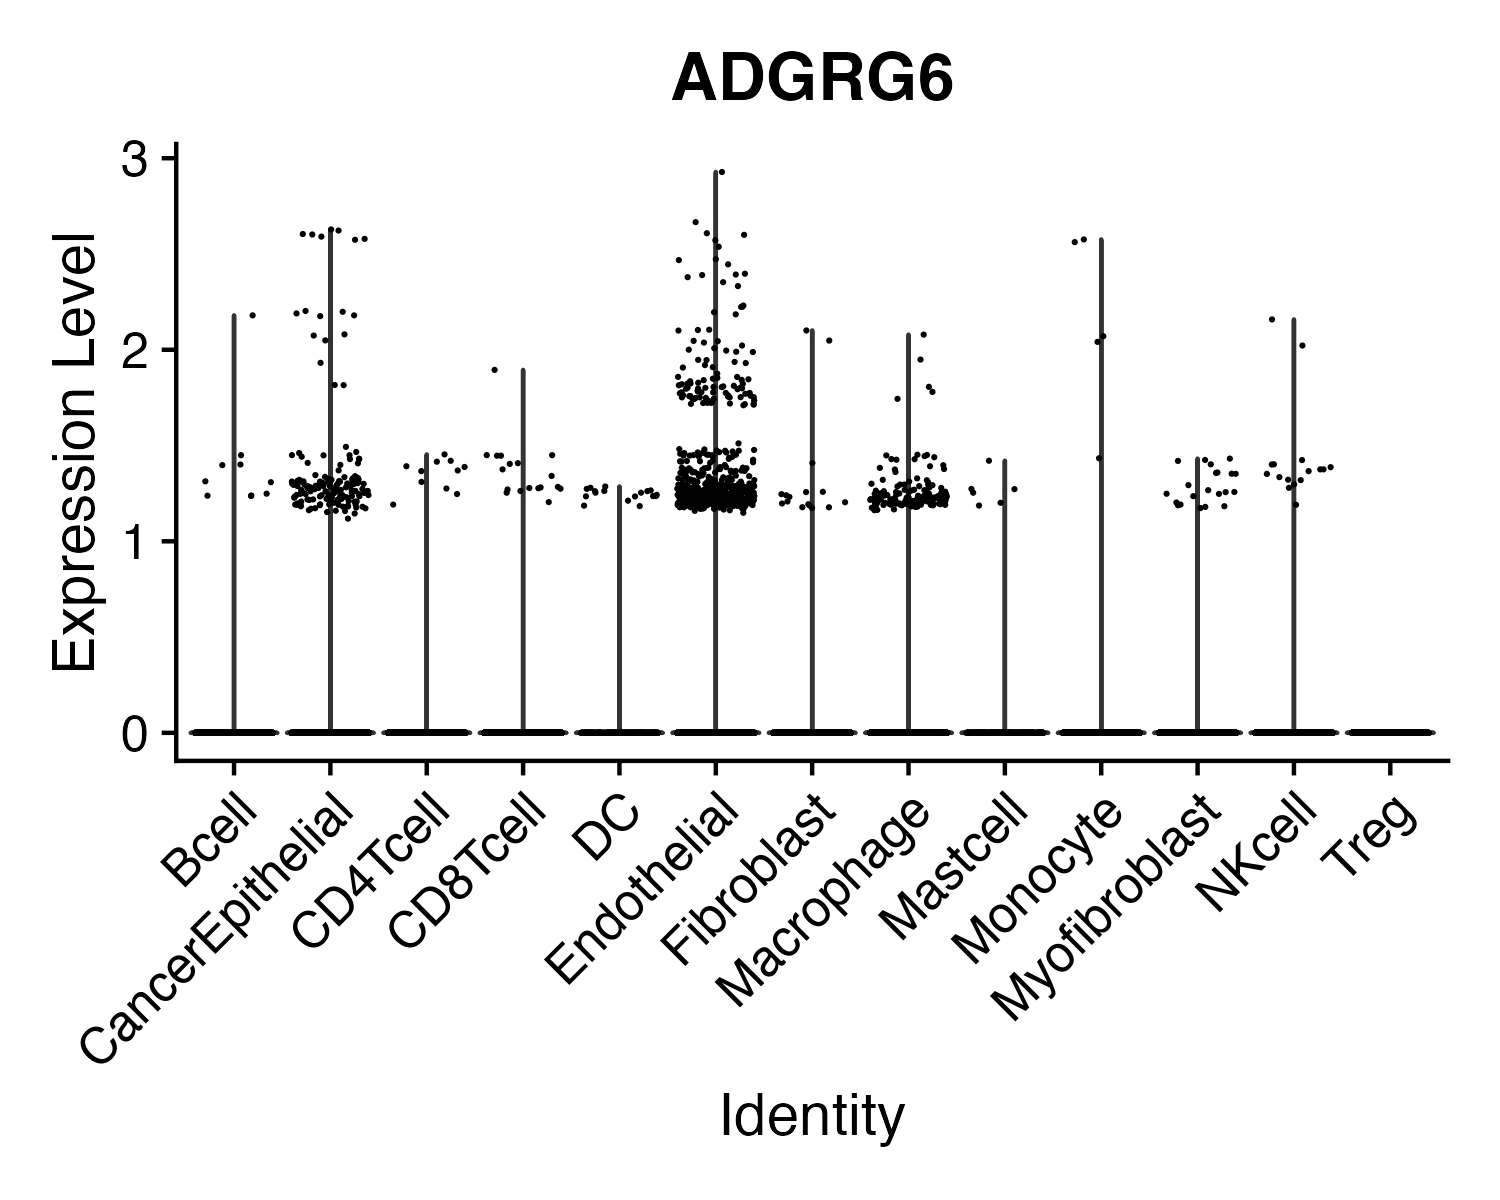 ADGRG6
Expression Level
3
2
1
0
Bcell
CancerEpithelial
CD4Tcell
CD8Tcell
DC
Endothelial
Fibroblast
Macrophage
Mastcell
Monocyte
Myofibroblast
NKcell
Treg
Identity